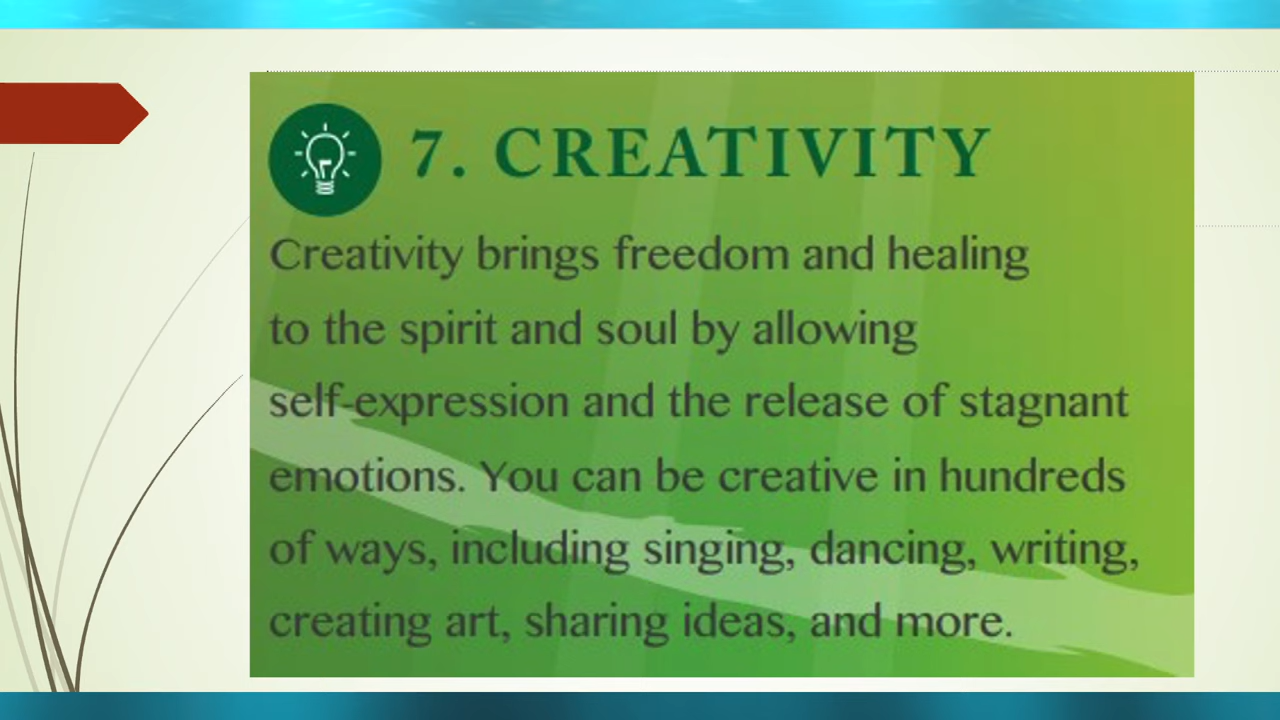 7. CREATIVITY
Creativity brings freedom and healing
to the spirit and soul by allowing
self-expression and the release of stagnant
emotions. You can be creative in hundreds
of ways, including singing, dancing, writing,
creating art, sharing ideas, and more.